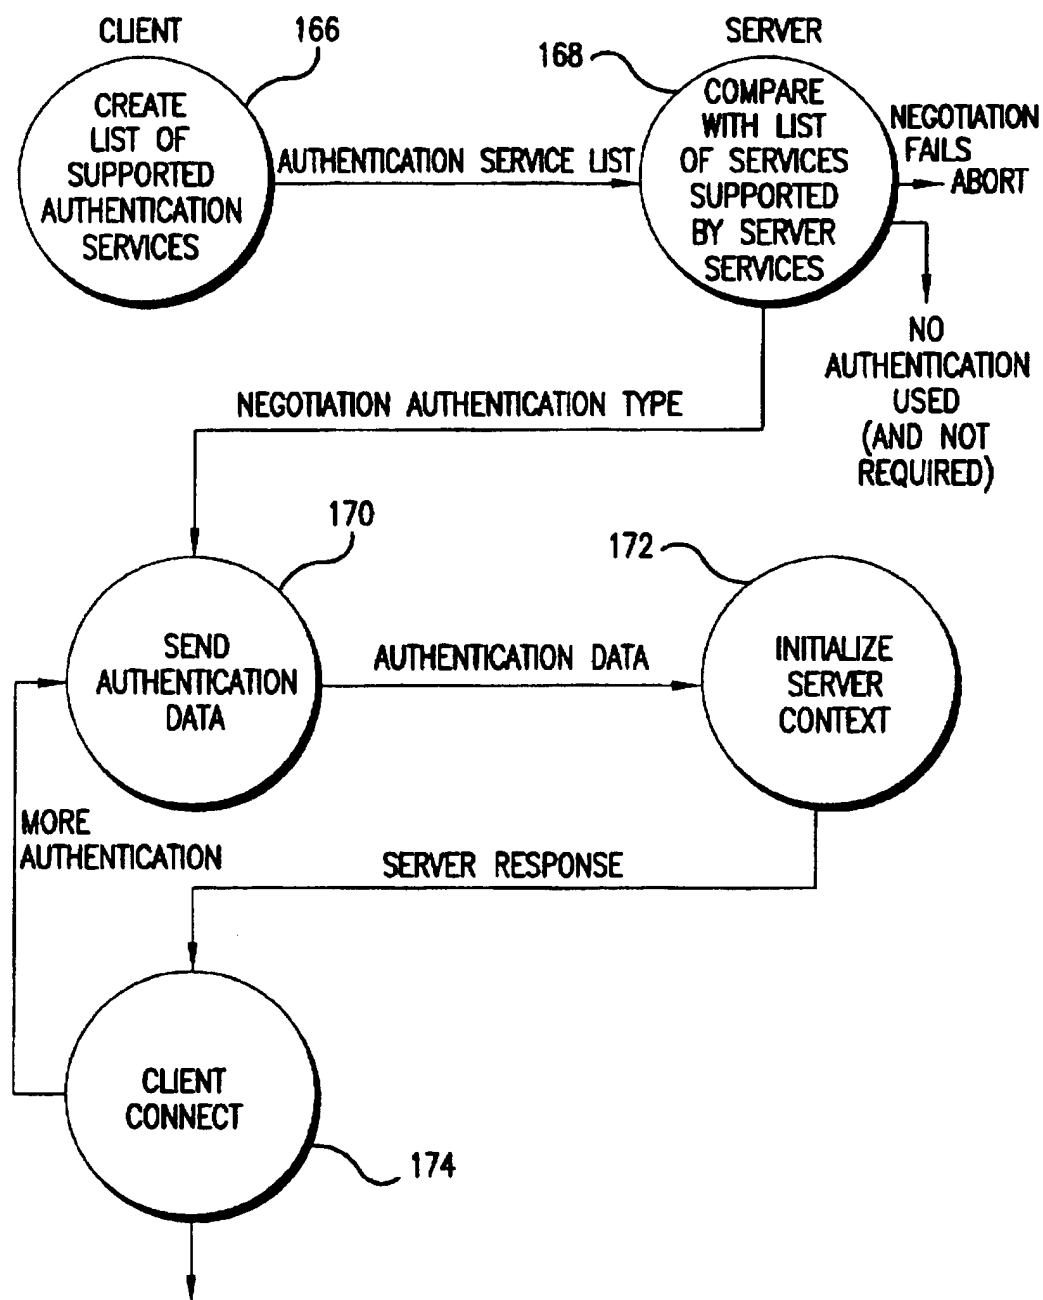 CLIENT
166
SERVER
168
CREATE
LIST OF
SUPPORTED
AUTHENTICATION
SERVICES
AUTHENTICATION SERVICE LIST
COMPARE
WITH LIST
OF SERVICES
SUPPORTED
BY SERVER
SERVICES
NEGOTIATION
FAILS
ABORT
NO
AUTHENTICATION
USED
(AND NOT
REQUIRED)
NEGOTIATION AUTHENTICATION TYPE
170
172
SEND
AUTHENTICATION
DATA
AUTHENTICATION DATA
INITIALIZE
SERVER
CONTEXT
MORE
AUTHENTICATION
SERVER RESPONSE
CLIENT
CONNECT
174